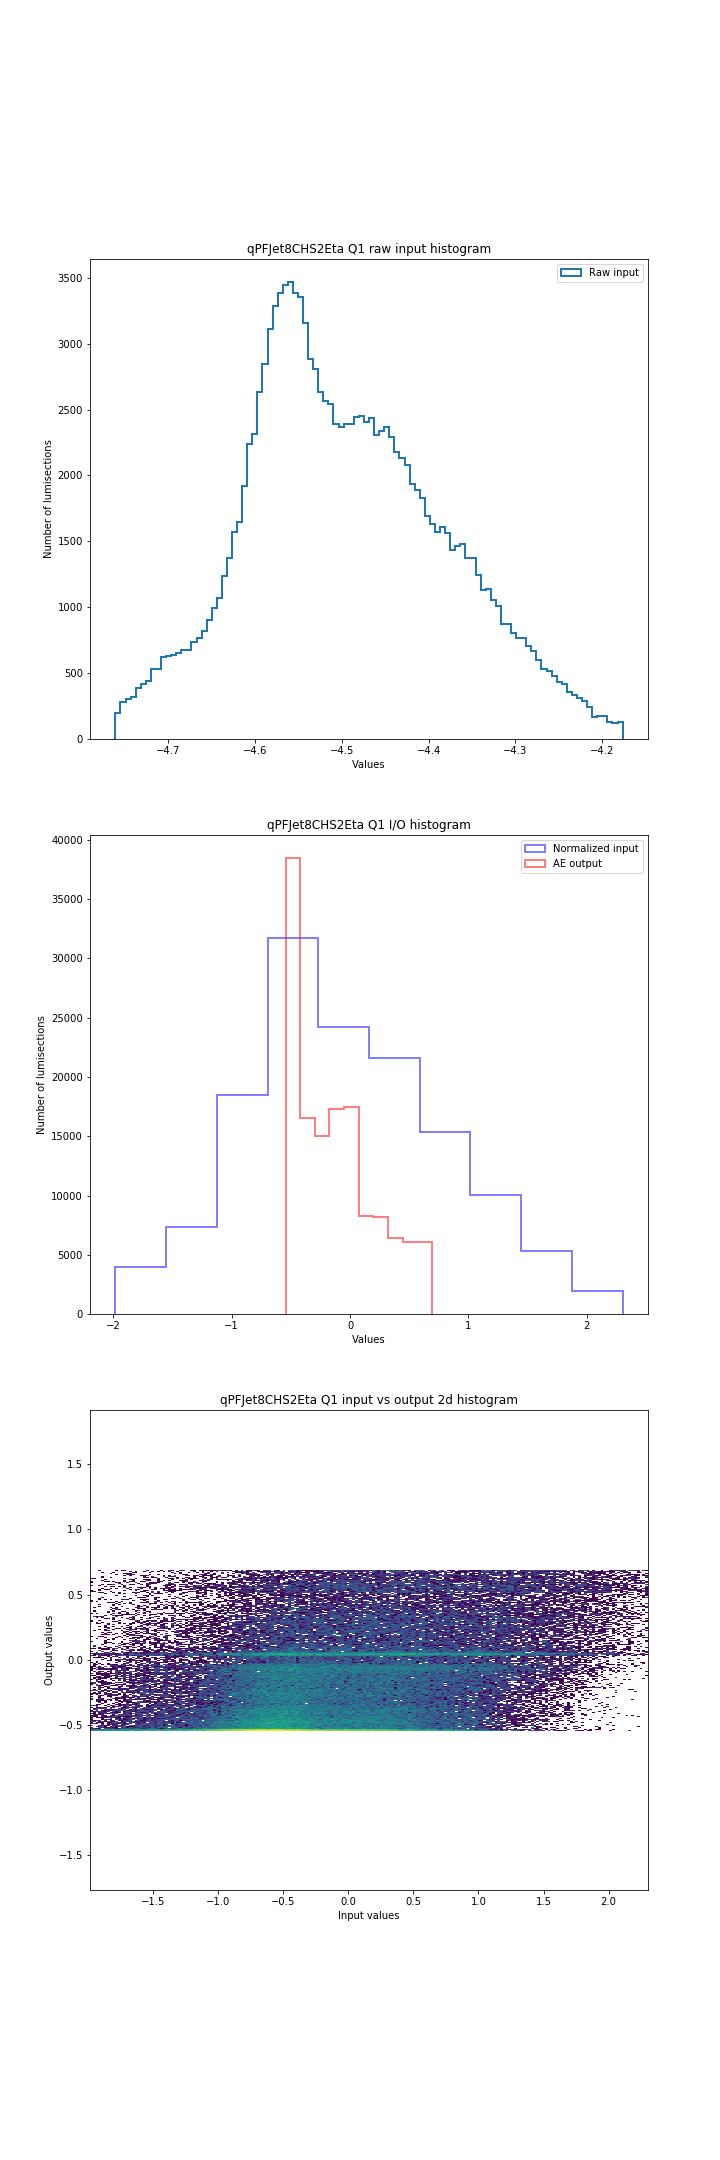 qPFJet8CHS2Eta Q1 raw input histogram
Raw input
3500
3000
2500
2000
1500
1000
500
0
Number of lumisections
−4.7 −4.6 −4.5 −4.4 −4.3 −4.2
Values
qPFJet8CHS2Eta Q1 I/O histogram
Normalized input
AE output
40000
35000
30000
25000
20000
15000
10000
5000
0
Number of lumisections
−2 −1 0 1 2
Values
qPFJet8CHS2Eta Q1 input vs output 2d histogram
1.5
1.0
0.5
0.0
−0.5
−1.0
−1.5
Output values
−1.5 −1.0 −0.5 0.0 0.5 1.0 1.5 2.0
Input values